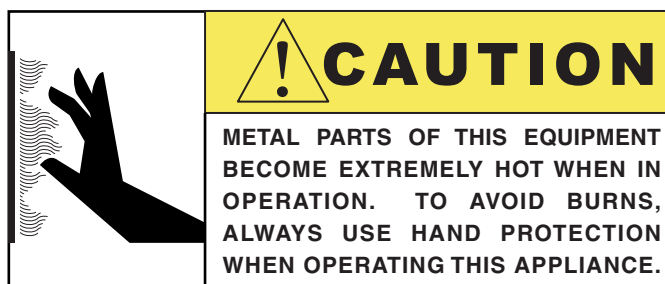 CAUTION
METAL PARTS OF THIS EQUIPMENT
BECOME EXTREMELY HOT WHEN IN
OPERATION. TO AVOID BURNS,
ALWAYS USE HAND PROTECTION
WHEN OPERATING THIS APPLIANCE.